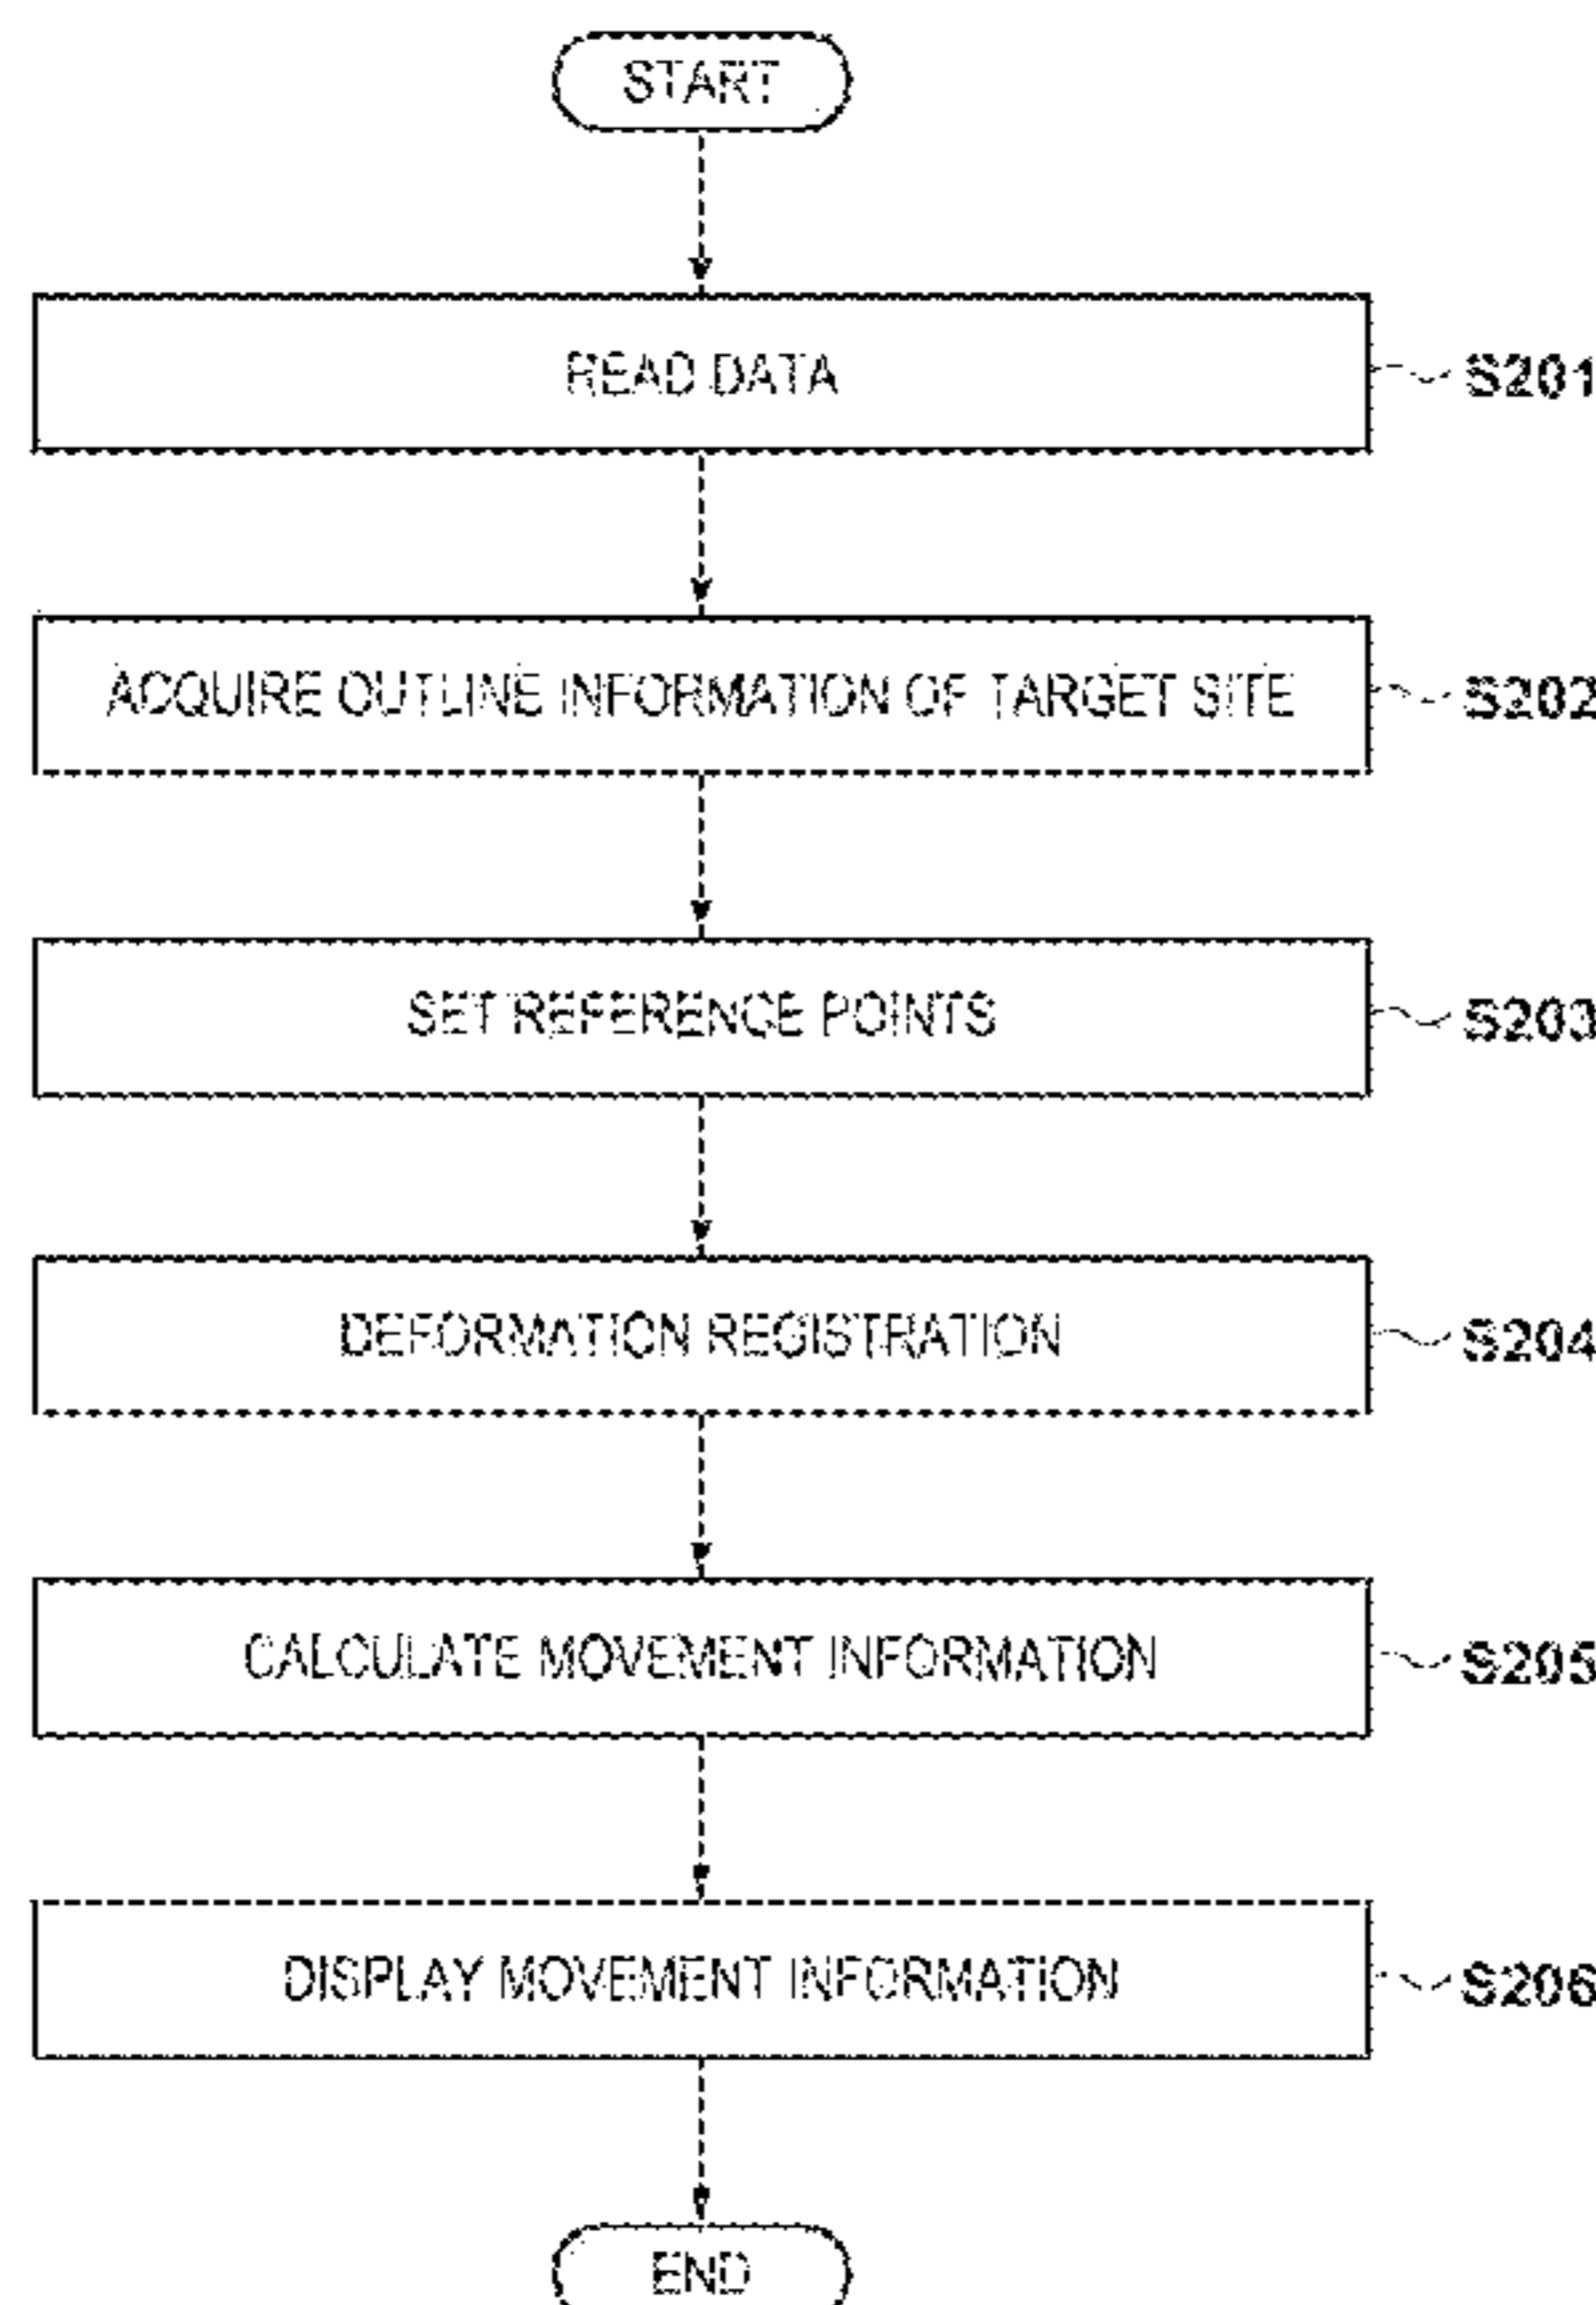 START
READ DATA
S201
ACQUIRE OUTLINE INFORMATION OF TARGET SITE
S202
SET REFERENCE POINTS
S203
DEFORMATION REGISTRATION
S204
CALCULATE MOVEMENT INFORMATION
S205
DISPLAY MOVEMENT INFORMATION
S206
END